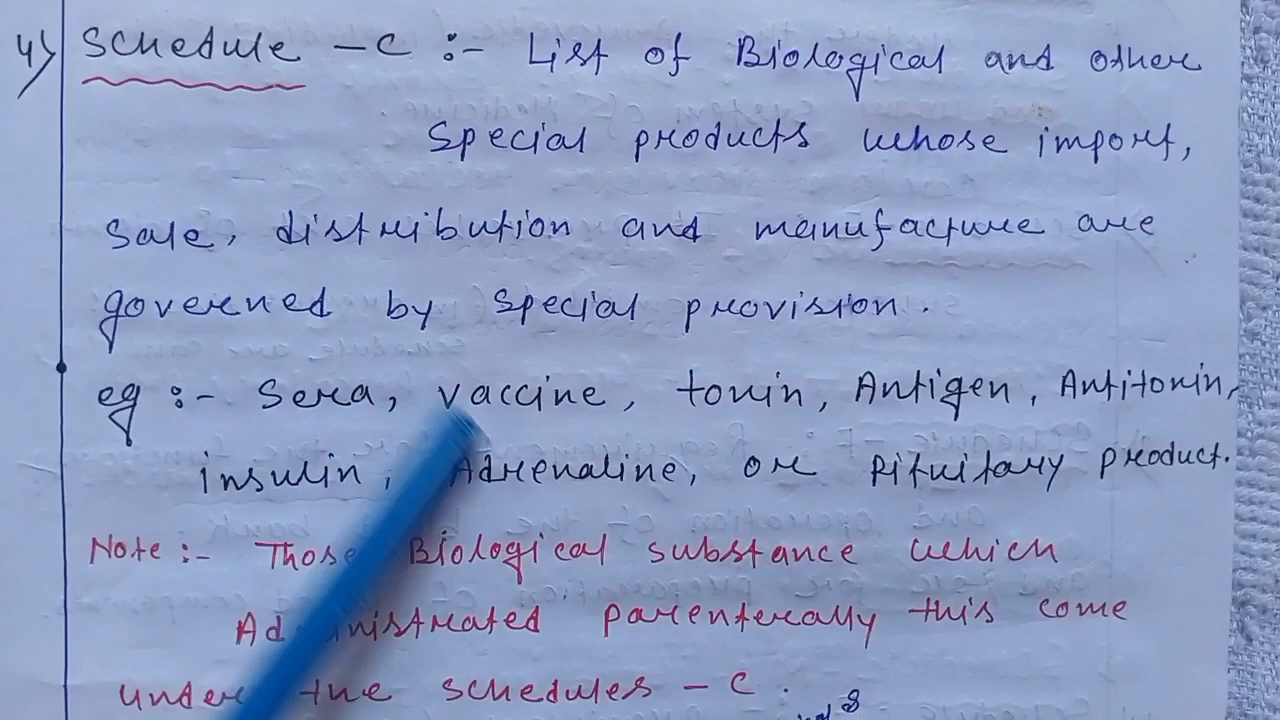 4) Schedule - C :- List of Biological and other
Special products whose import,
Sale, distribution and manufacture are
governed by special provision.
eg :- Sera, vaccine, toxin, Antigen, Antitoxin,
insulin, Adrenaline, or Pituitary product.
Note :- Those Biological substance which
Administrated parenterally this come
under the schedules - C.